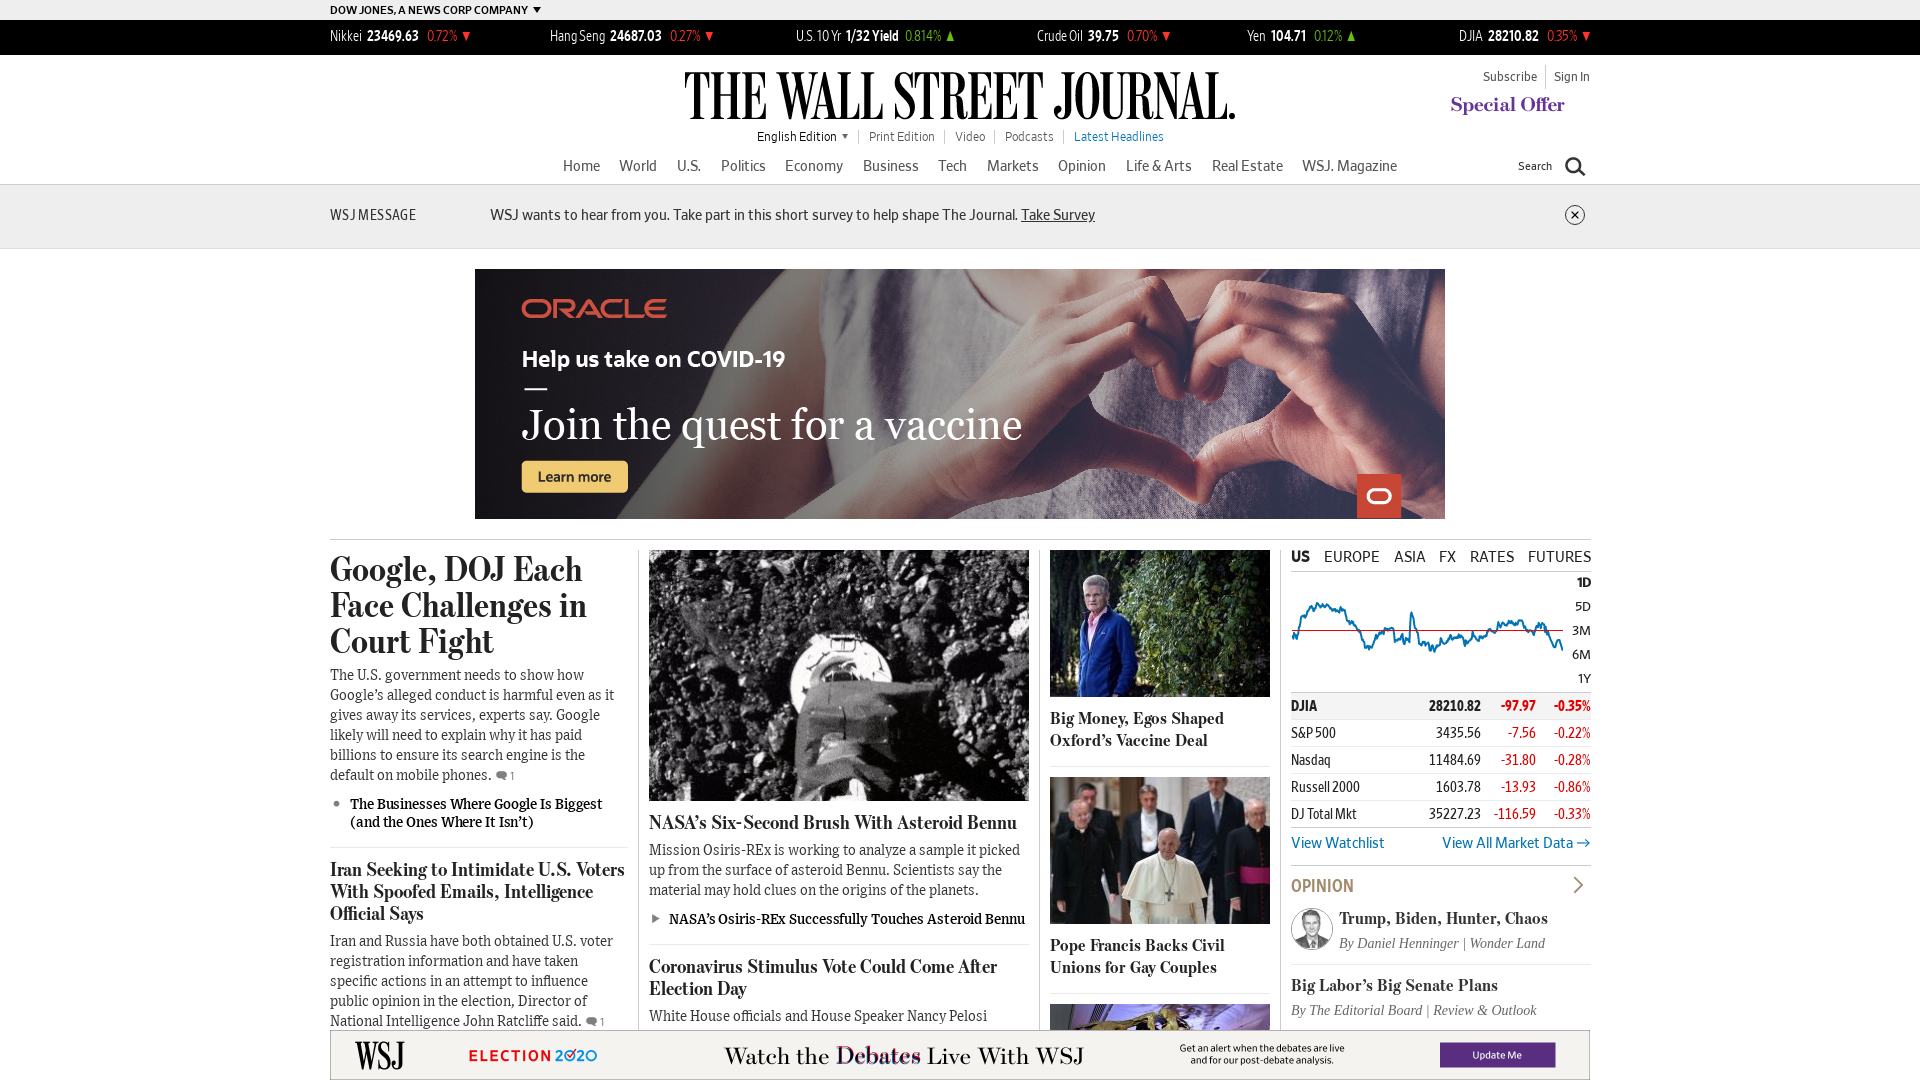 DOW JONES, A NEWS CORP COMPANY
Nikkei 23469.63 0.72% Hang Seng 24687.03 0.27% U.S. 10 Yr 1/32 Yield 0.814% Crude Oil 39.75 0.70% Yen 104.71 0.12% DJIA 28210.82 0.35%
THE WALL STREET JOURNAL.
Subscribe Sign In
Special Offer
English Edition Print Edition Video Podcasts Latest Headlines
Home World U.S. Politics Economy Business Tech Markets Opinion Life & Arts Real Estate WSJ. Magazine Search
WSJ MESSAGE WSJ wants to hear from you. Take part in this short survey to help shape The Journal. Take Survey
ORACLE
Help us take on COVID-19
Join the quest for a vaccine
Learn more
Google, DOJ Each
Face Challenges in
Court Fight
The U.S. government needs to show how
Google’s alleged conduct is harmful even as it
gives away its services, experts say. Google
likely will need to explain why it has paid
billions to ensure its search engine is the
default on mobile phones. 1
The Businesses Where Google Is Biggest
(and the Ones Where It Isn’t)
Iran Seeking to Intimidate U.S. Voters
With Spoofed Emails, Intelligence
Official Says
Iran and Russia have both obtained U.S. voter
registration information and have taken
specific actions in an attempt to influence
public opinion in the election, Director of
National Intelligence John Ratcliffe said. 1
NASA’s Six-Second Brush With Asteroid Bennu
Mission Osiris-REx is working to analyze a sample it picked
up from the surface of asteroid Bennu. Scientists say the
material may hold clues on the origins of the planets.
NASA’s Osiris-REx Successfully Touches Asteroid Bennu
Coronavirus Stimulus Vote Could Come After
Election Day
White House officials and House Speaker Nancy Pelosi
Big Money, Egos Shaped
Oxford’s Vaccine Deal
Pope Francis Backs Civil
Unions for Gay Couples
US EUROPE ASIA FX RATES FUTURES
1D
5D
3M
6M
1Y
DJIA 28210.82 -97.97 -0.35%
S&P 500 3435.56 -7.56 -0.22%
Nasdaq 11484.69 -31.80 -0.28%
Russell 2000 1603.78 -13.93 -0.86%
DJ Total Mkt 35227.23 -116.59 -0.33%
View Watchlist View All Market Data
OPINION
Trump, Biden, Hunter, Chaos
By Daniel Henninger | Wonder Land
Big Labor’s Big Senate Plans
By The Editorial Board | Review & Outlook
WSJ ELECTION 2020 Watch the Debates Live With WSJ
Get an alert when the debates are live
and for our post-debate analysis.
Update Me